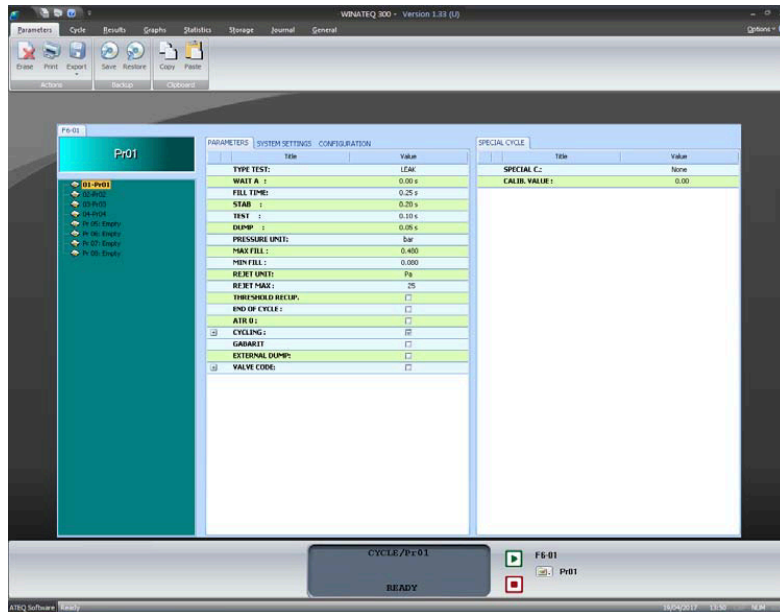 WINATEQ 300 - Version 1.33 (U)
Parameters Cycle Results Graphs Statistics Storage Journal General
Options
Erase Print Export Save Restore Copy Paste
Actions Backup Clipboard
F6-01
Pr01
01-Pr01
02-Pr02
03-Pr03
04-Pr04
Pr 05: Empty
Pr 06: Empty
Pr 07: Empty
Pr 08: Empty
PARAMETERS SYSTEM SETTINGS CONFIGURATION
Title Value
TYPE TEST: LEAK
WAIT A : 0.00 s
FILL TIME: 0.25 s
STAB : 0.20 s
TEST : 0.10 s
DUMP : 0.05 s
PRESSURE UNIT: bar
MAX FILL : 0.400
MIN FILL : 0.080
REJET UNIT: Pa
REJET MAX : 25
THRESHOLD RECUP.
END OF CYCLE :
ATR 0 :
CYCLING :
GABARIT
EXTERNAL DUMP:
VALVE CODE:
SPECIAL CYCLE
Title Value
SPECIAL C.: None
CALIB. VALUE : 0.00
CYCLE/Pr01
READY
F6-01
Pr01
ATEQ Software Ready
19/04/2017 13:50 CAP NUM